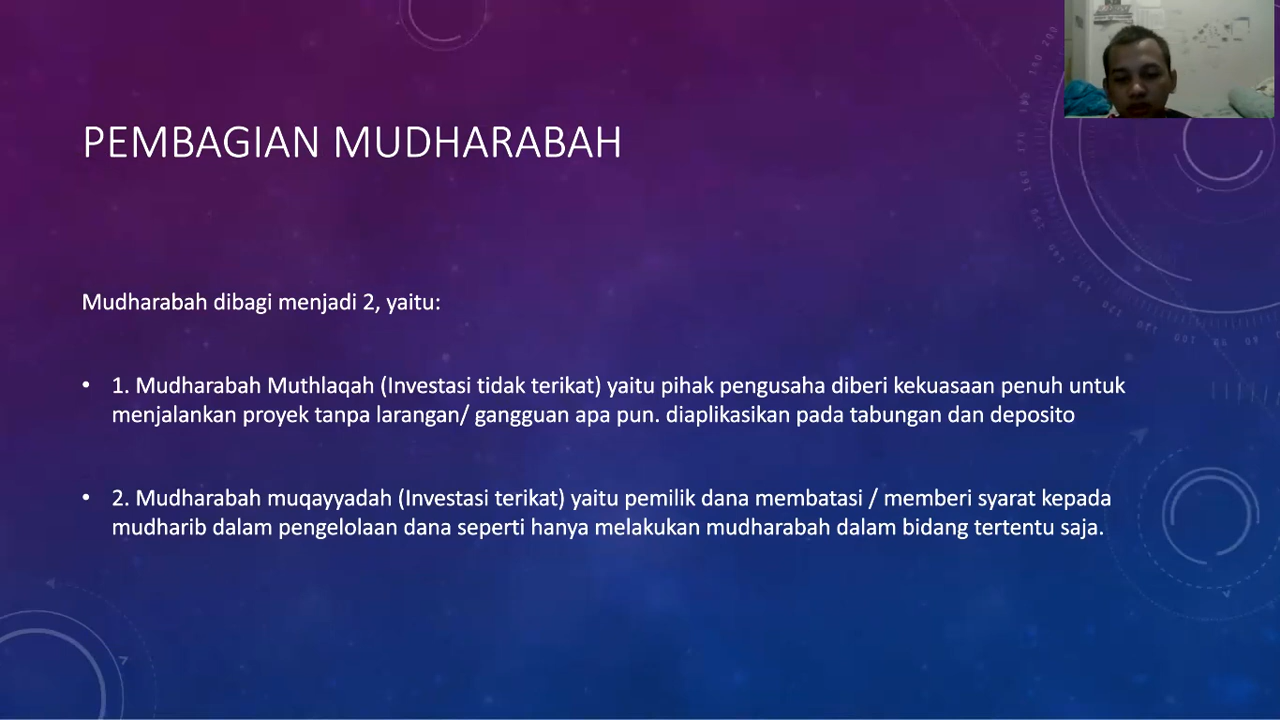 PEMBAGIAN MUDHARABAH
Mudharabah dibagi menjadi 2, yaitu:
• 1. Mudharabah Muthlaqah (Investasi tidak terikat) yaitu pihak pengusaha diberi kekuasaan penuh untuk
menjalankan proyek tanpa larangan/ gangguan apa pun. diaplikasikan pada tabungan dan deposito
• 2. Mudharabah muqayyadah (Investasi terikat) yaitu pemilik dana membatasi / memberi syarat kepada
mudharib dalam pengelolaan dana seperti hanya melakukan mudharabah dalam bidang tertentu saja.